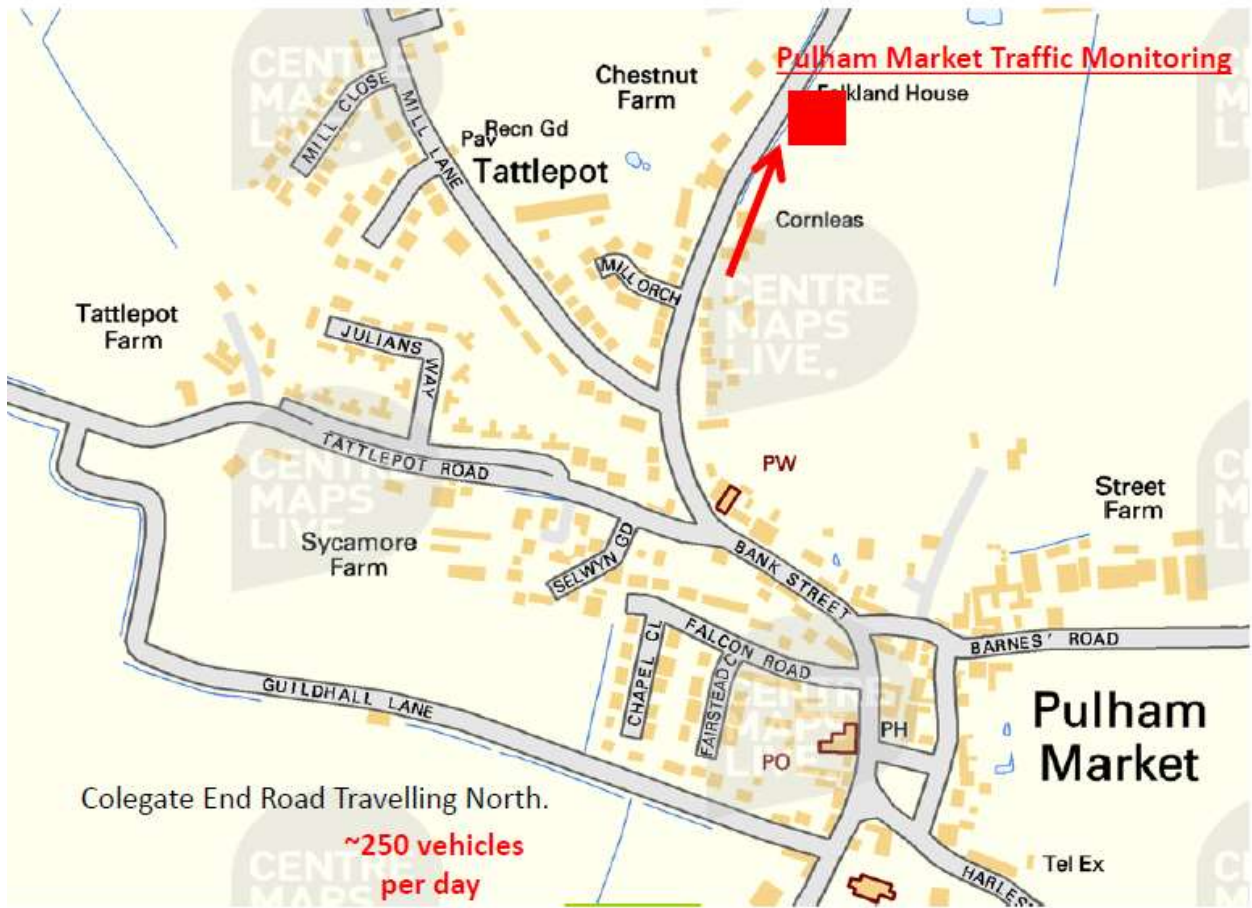 Pulham Market Traffic Monitoring
Chestnut
Farm
Falkland House
MILL CLOSE
MILL LANE
Recn Gd
Pav
Tattlepot
Cornleas
MILL ORCH
CENTRE
MAPS
LIVE.
Tattlepot
Farm
JULIANS WAY
TATTLEPOT ROAD
PW
Street
Farm
Sycamore
Farm
SELWYN GD
BANK STREET
FALCON ROAD
CHAPEL CL
FAIRSTEAD C
BARNES' ROAD
GUILDHALL LANE
Pulham
Market
PH
PO
Colegate End Road Travelling North.
~250 vehicles
per day
Tel Ex
HARLES